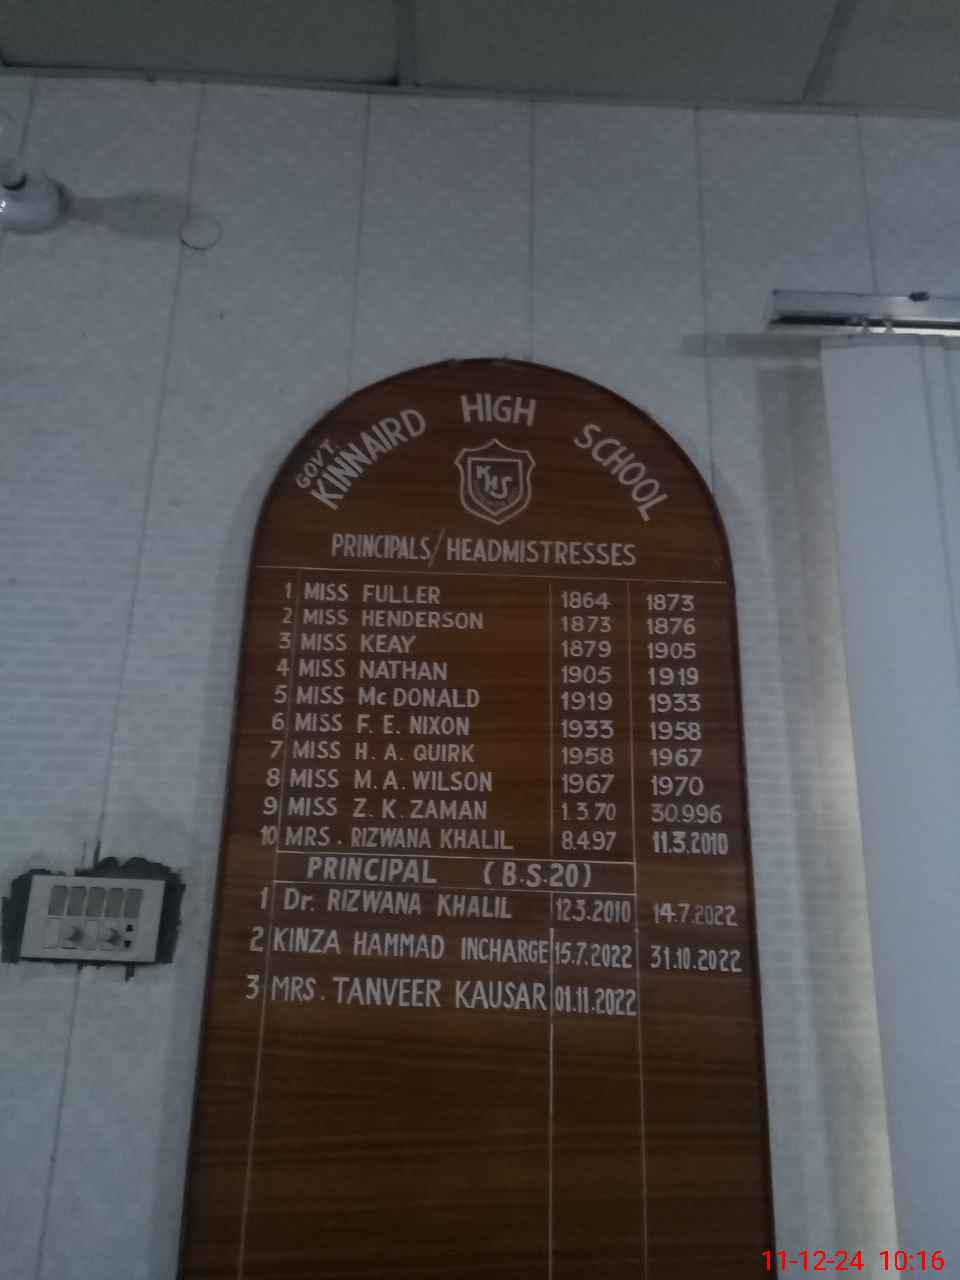 GOVT.
KINNAIRD HIGH SCHOOL
KHS
PRINCIPALS/HEADMISTRESSES
1 MISS FULLER 1864 1873
2 MISS HENDERSON 1873 1876
3 MISS KEAY 1879 1905
4 MISS NATHAN 1905 1919
5 MISS Mc DONALD 1919 1933
6 MISS F. E. NIXON 1933 1958
7 MISS H. A. QUIRK 1958 1967
8 MISS M. A. WILSON 1967 1970
9 MISS Z. K. ZAMAN 1.3.70 30.9.96
10 MRS. RIZWANA KHALIL 8.4.97 11.3.2010
PRINCIPAL (B.S.20)
1 Dr. RIZWANA KHALIL 12.3.2010 14.7.2022
2 KINZA HAMMAD INCHARGE 15.7.2022 31.10.2022
3 MRS. TANVEER KAUSAR 01.11.2022
11-12-24 10:16